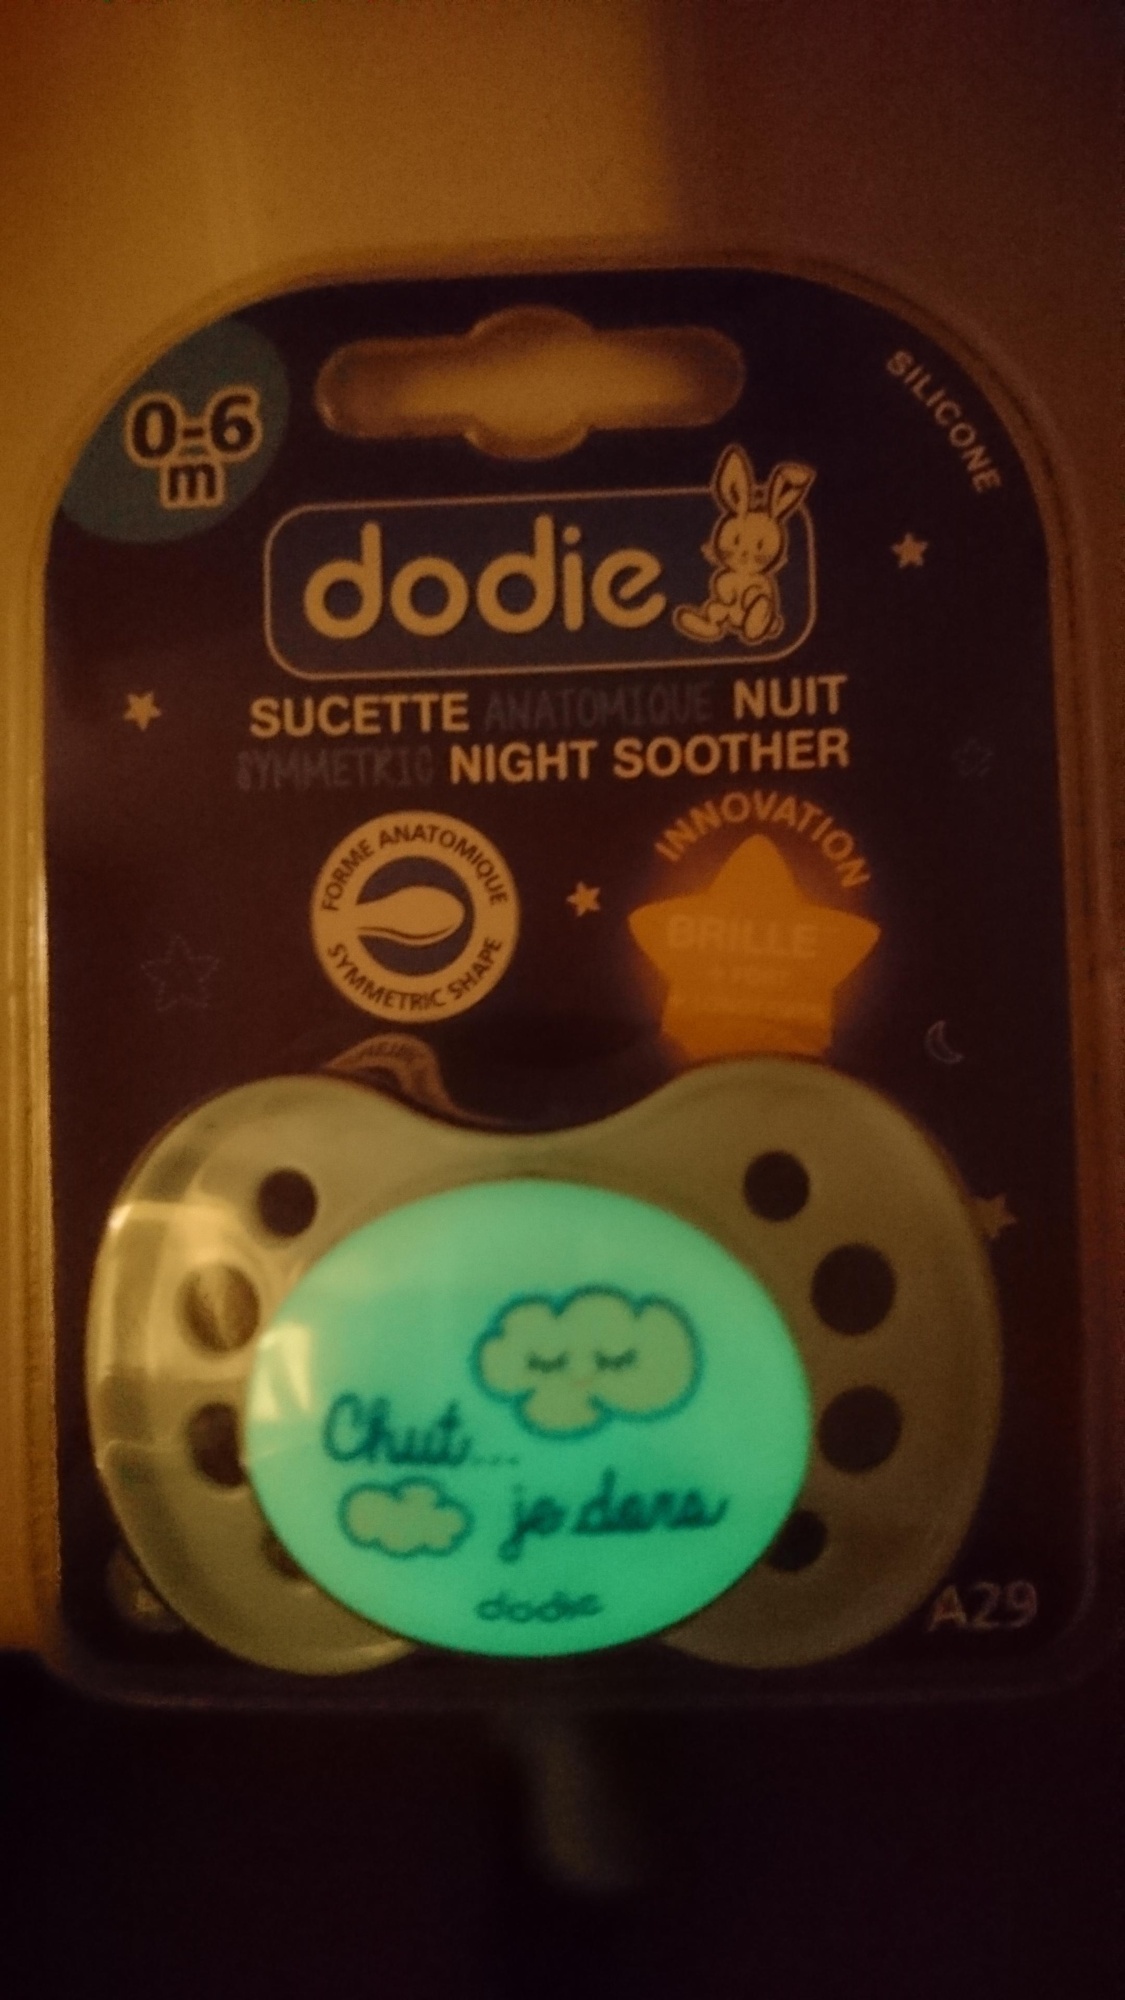 0-6
m
SILICONE
dodie
SUCETTE ANATOMIQUE NUIT
SYMMETRIC NIGHT SOOTHER
FORME ANATOMIQUE
SYMMETRIC SHAPE
INNOVATION
BRILLE
Chut...
je dors
dodie
A29